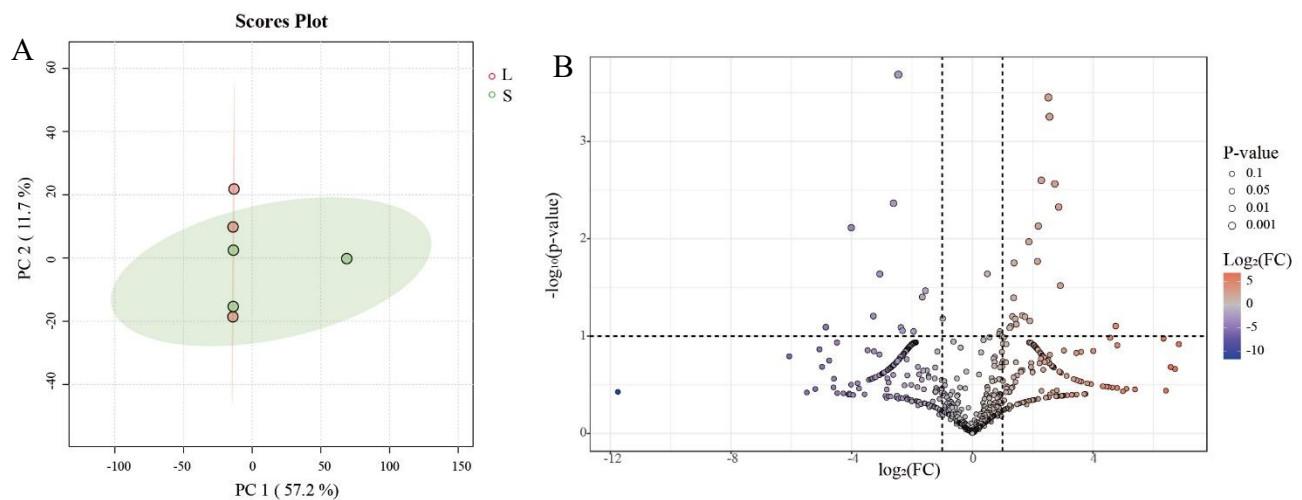 A
Scores Plot
PC 2 ( 11.7 %)
60
40
20
0
-20
-40
-100
-50
0
50
100
150
PC 1 ( 57.2 %)
L
S
B
-log₁₀(p-value)
3
2
1
0
-12
-8
-4
0
4
log₂(FC)
P-value
0.1
0.05
0.01
0.001
Log₂(FC)
5
0
-5
-10